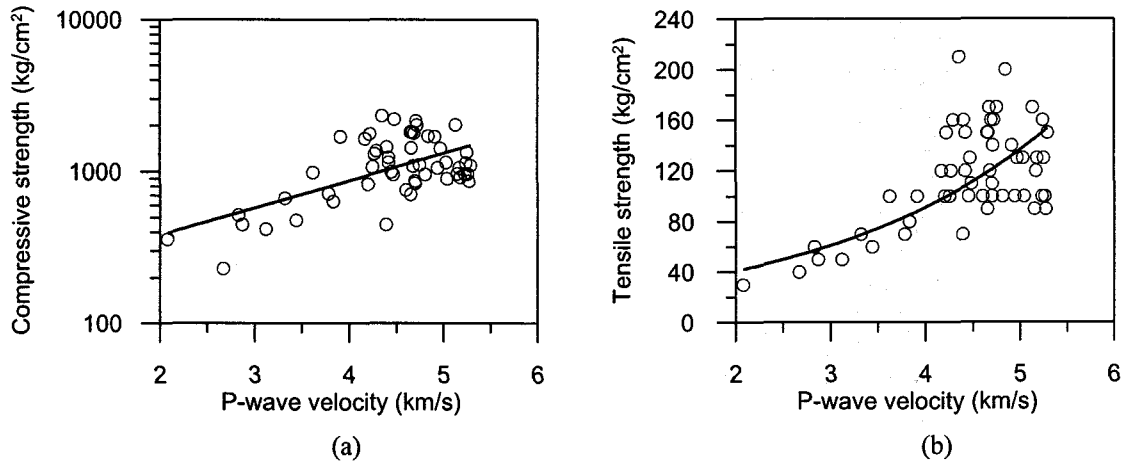 Compressive strength (kg/cm²)
1000
1000
100
2 3 4 5 6
P-wave velocity (km/s)
(a)
Tensile strength (kg/cm²)
240
200
160
120
80
40
0
2 3 4 5 6
P-wave velocity (km/s)
(b)